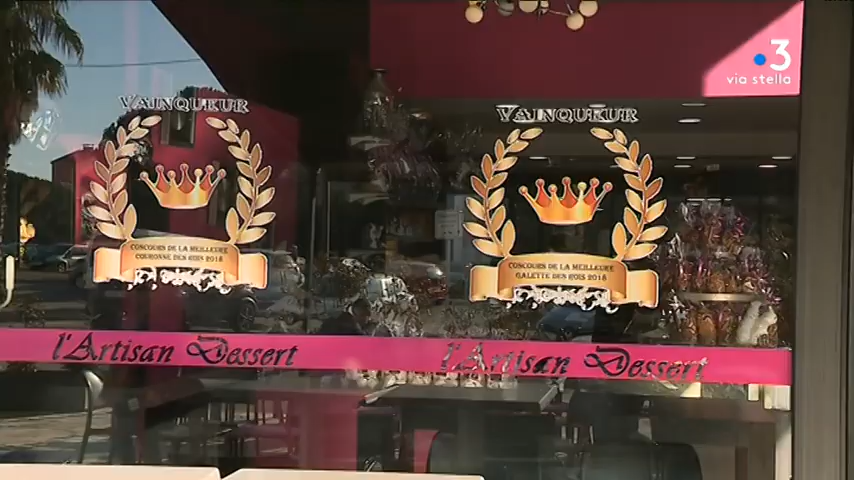 3
via stella
VAINQUEUR
CONCOURS DE LA MEILLEURE
COURONNE DES ROIS 2018
VAINQUEUR
CONCOURS DE LA MEILLEURE
GALETTE DES ROIS 2018
l'Artisan Dessert
l'Artisan Dessert